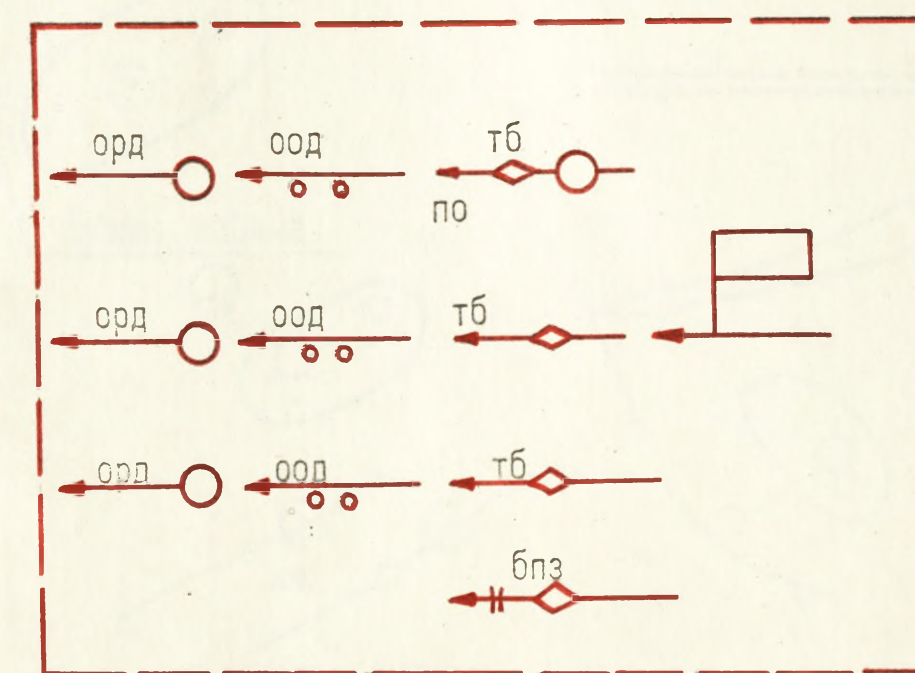 орд оод тб
по
орд оод тб
орд оод тб
бпз